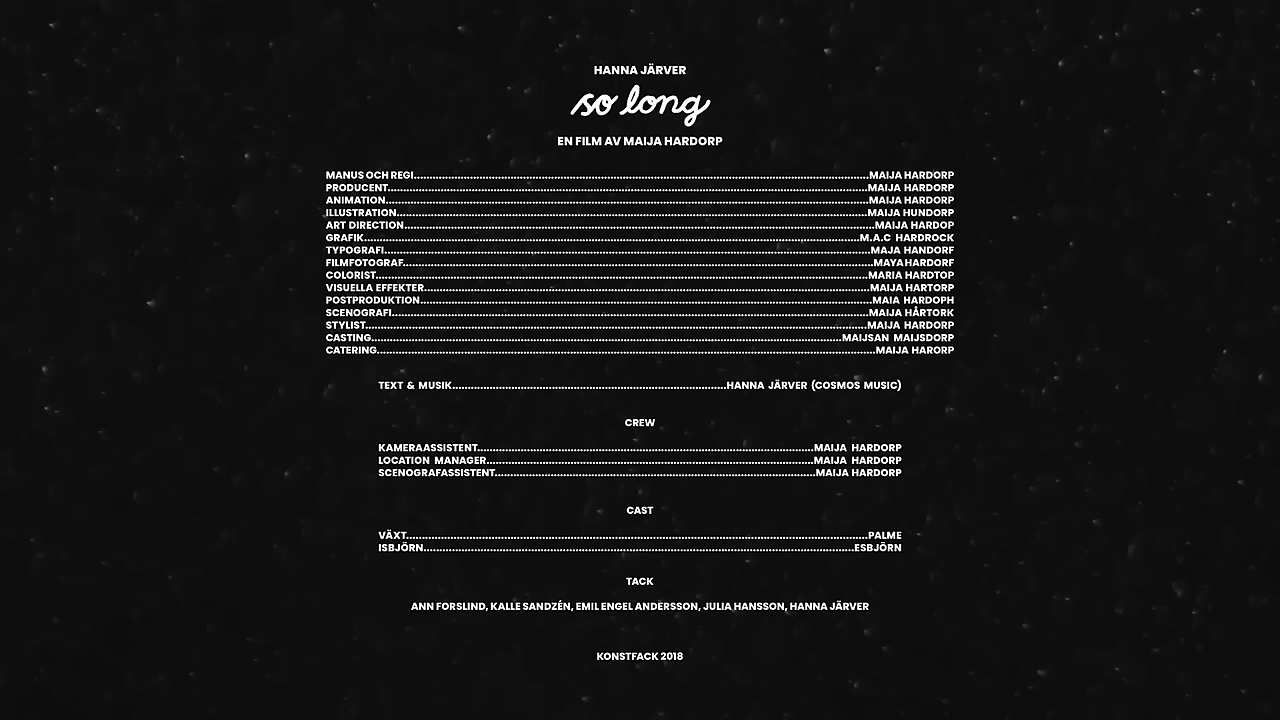 HANNA JÄRVER
so long
EN FILM AV MAIJA HARDORP
MANUS OCH REGI MAIJA HARDORP
PRODUCENT MAIJA HARDORP
ANIMATION MAIJA HARDORP
ILLUSTRATION MAIJA HUNDORP
ART DIRECTION MAIJA HARDOP
GRAFIK M.A.C HARDROCK
TYPOGRAFI MAJA HANDORF
FILMFOTOGRAF MAYA HARDORF
COLORIST MARIA HARDTOP
VISUELLA EFFEKTER MAIJA HARTORP
POSTPRODUKTION MAIA HARDOPH
SCENOGRAFI MAIJA HÅRTORK
STYLIST MAIJA HARDORP
CASTING MAIJSAN MAIJSDORP
CATERING MAIJA HARORP
TEXT & MUSIK HANNA JÄRVER (COSMOS MUSIC)
CREW
KAMERAASSISTENT MAIJA HARDORP
LOCATION MANAGER MAIJA HARDORP
SCENOGRAFASSISTENT MAIJA HARDORP
CAST
VÄXT PALME
ISBJÖRN ESBJÖRN
TACK
ANN FORSLIND, KALLE SANDZÉN, EMIL ENGEL ANDERSSON, JULIA HANSSON, HANNA JÄRVER
KONSTFACK 2018